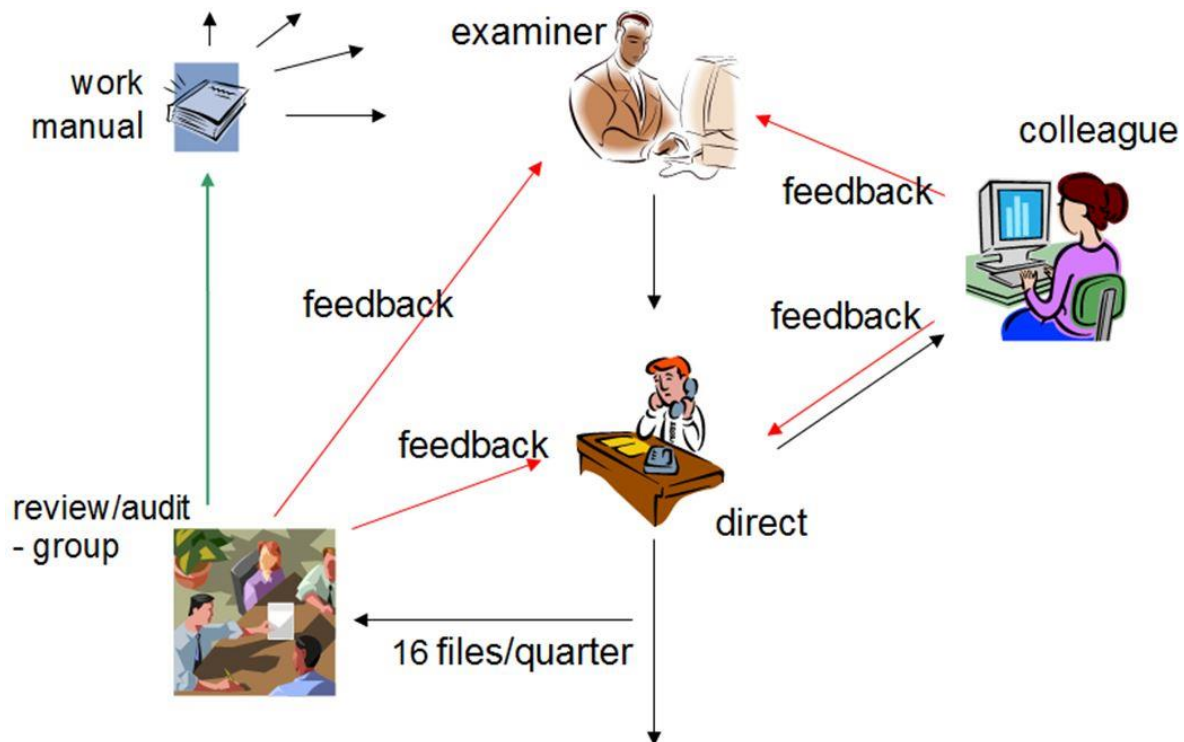 examiner
work
manual
colleague
feedback
feedback
feedback
feedback
review/audit
- group
direct
16 files/quarter